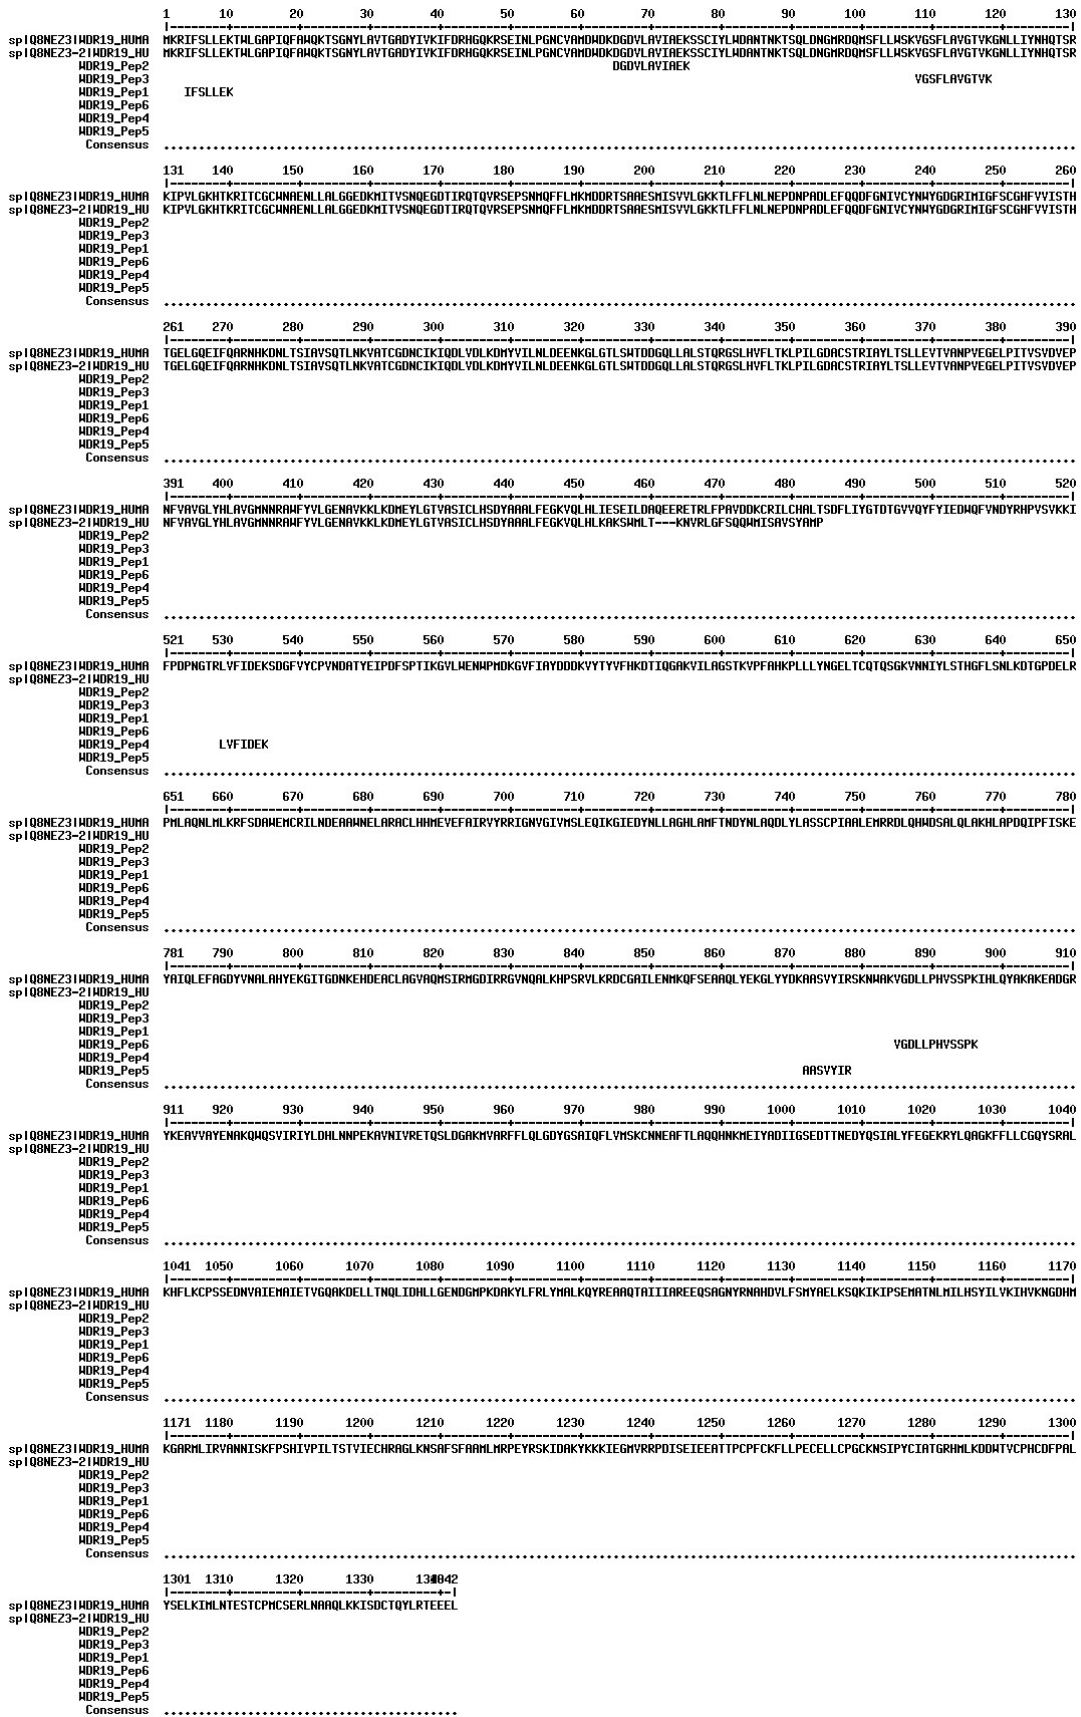 1 10 20 30 40 50 60 70 80 90 100 110 120 130
sp|Q8NEZ3|WDR19_HUMA MKRIFSLLEKTWLGAPIQFAWQKTSGNYLAVTGADYIVKIFDRHGQKRSEINLPGNCVAMDWDKDGDVLAVIAEKSSCIYLWDANTNKTSQLDNGMRDQMSFLLWSKVGSFLAVGTVKGNLLIYNHQTSR
sp|Q8NEZ3-2|WDR19_HU MKRIFSLLEKTWLGAPIQFAWQKTSGNYLAVTGADYIVKIFDRHGQKRSEINLPGNCVAMDWDKDGDVLAVIAEKSSCIYLWDANTNKTSQLDNGMRDQMSFLLWSKVGSFLAVGTVKGNLLIYNHQTSR
WDR19_Pep2 DGDVLAVIAEK
WDR19_Pep3 VGSFLAVGTVK
WDR19_Pep1 IFSLLEK
WDR19_Pep6
WDR19_Pep4
WDR19_Pep5
Consensus ..................................................................................................................................
131 140 150 160 170 180 190 200 210 220 230 240 250 260
sp|Q8NEZ3|WDR19_HUMA KIPVLGKHTKRITCGCWNAENLLALGGEDKMITVSNQEGDTIRQTQVRSEPSNMQFFLMKMDDRTSAAESMISVVLGKKTLFFLNLNEPDNPADLEFQQDFGNIVCYNWYGDGRIMIGFSCGHFVVISTH
sp|Q8NEZ3-2|WDR19_HU KIPVLGKHTKRITCGCWNAENLLALGGEDKMITVSNQEGDTIRQTQVRSEPSNMQFFLMKMDDRTSAAESMISVVLGKKTLFFLNLNEPDNPADLEFQQDFGNIVCYNWYGDGRIMIGFSCGHFVVISTH
WDR19_Pep2
WDR19_Pep3
WDR19_Pep1
WDR19_Pep6
WDR19_Pep4
WDR19_Pep5
Consensus ..................................................................................................................................
261 270 280 290 300 310 320 330 340 350 360 370 380 390
sp|Q8NEZ3|WDR19_HUMA TGELGQEIFQARNHKDNLTSIAVSQTLNKVATCGDNCIKIQDLVDLKDMYVILNLDEENKGLGTLSWTDDGQLLALSTQRGSLHVFLTKLPILGDACSTRIAYLTSLLEVTVANPVEGELPITVSVDVEP
sp|Q8NEZ3-2|WDR19_HU TGELGQEIFQARNHKDNLTSIAVSQTLNKVATCGDNCIKIQDLVDLKDMYVILNLDEENKGLGTLSWTDDGQLLALSTQRGSLHVFLTKLPILGDACSTRIAYLTSLLEVTVANPVEGELPITVSVDVEP
WDR19_Pep2
WDR19_Pep3
WDR19_Pep1
WDR19_Pep6
WDR19_Pep4
WDR19_Pep5
Consensus ..................................................................................................................................
391 400 410 420 430 440 450 460 470 480 490 500 510 520
sp|Q8NEZ3|WDR19_HUMA NFVAVGLYHLAVGMNNRAWFYVLGENAVKKLKDMEYLGTVASICLHSDYAAALFEGKVQLHLIESEILDAQEERETRLFPAVDDKCRILCHALTSDFLIYGTDTGVVQYFYIEDWQFVNDYRHPVSVKKI
sp|Q8NEZ3-2|WDR19_HU NFVAVGLYHLAVGMNNRAWFYVLGENAVKKLKDMEYLGTVASICLHSDYAAALFEGKVQLHLKAKSWMLT---KNVRLGFSQQWMISAVSYAMP
WDR19_Pep2
WDR19_Pep3
WDR19_Pep1
WDR19_Pep6
WDR19_Pep4
WDR19_Pep5
Consensus ..................................................................................................................................
521 530 540 550 560 570 580 590 600 610 620 630 640 650
sp|Q8NEZ3|WDR19_HUMA FPDPNGTRLVFIDEKSDGFVYCPVNDATYEIPDFSPTIKGVLWENWPMDKGVFIAYDDDKVYTYVFHKDTIQGAKVILAGSTKVPFAHKPLLLYNGELTCQTQSGKVNNIYLSTHGFLSNLKDTGPDELR
sp|Q8NEZ3-2|WDR19_HU
WDR19_Pep2
WDR19_Pep3
WDR19_Pep1
WDR19_Pep6
WDR19_Pep4 LVFIDEK
WDR19_Pep5
Consensus ..................................................................................................................................
651 660 670 680 690 700 710 720 730 740 750 760 770 780
sp|Q8NEZ3|WDR19_HUMA PMLAQNLMLKRFSDAWEMCRILNDEAAWNELARACLHHMEVEFAIRVYRRIGNVGIVMSLEQIKGIEDYNLLAGHLAMFTNDYNLAQDLYLASSCPIAALEMRRDLQHWDSALQLAKHLAPDQIPFISKE
sp|Q8NEZ3-2|WDR19_HU
WDR19_Pep2
WDR19_Pep3
WDR19_Pep1
WDR19_Pep6
WDR19_Pep4
WDR19_Pep5
Consensus ..................................................................................................................................
781 790 800 810 820 830 840 850 860 870 880 890 900 910
sp|Q8NEZ3|WDR19_HUMA YAIQLEFAGDYVNALAHYEKGITGDNKEHDEACLAGVAQMSIRMGDIRRGVNQALKHPSRVLKRDCGAILENMKQFSEAAQLYEKGLYYDKAASVYIRSKNWAKVGDLLPHVSSPKIHLQYAKAKEADGR
sp|Q8NEZ3-2|WDR19_HU
WDR19_Pep2
WDR19_Pep3
WDR19_Pep1
WDR19_Pep6 VGDLLPHVSSPK
WDR19_Pep4
WDR19_Pep5 AASVYIR
Consensus ..................................................................................................................................
911 920 930 940 950 960 970 980 990 1000 1010 1020 1030 1040
sp|Q8NEZ3|WDR19_HUMA YKEAVVAYENAKQWQSVIRIYLDHLNNPEKAVNIVRETQSLDGAKMVARFFLQLGDYGSAIQFLVMSKCNNEAFTLAQQHNKMEIYADIIGSEDTTNEDYQSIALYFEGEKRYLQAGKFFLLCGQYSRAL
sp|Q8NEZ3-2|WDR19_HU
WDR19_Pep2
WDR19_Pep3
WDR19_Pep1
WDR19_Pep6
WDR19_Pep4
WDR19_Pep5
Consensus ..................................................................................................................................
1041 1050 1060 1070 1080 1090 1100 1110 1120 1130 1140 1150 1160 1170
sp|Q8NEZ3|WDR19_HUMA KHFLKCPSSEDNVAIEMAIETVGQAKDELLTNQLIDHLLGENDGMPKDAKYLFRLYMALKQYREAAQTAIIIAREEQSAGNYRNAHDVLFSMYAELKSQKIKIPSEMATNLMILHSYILVKIHVKNGDHM
sp|Q8NEZ3-2|WDR19_HU
WDR19_Pep2
WDR19_Pep3
WDR19_Pep1
WDR19_Pep6
WDR19_Pep4
WDR19_Pep5
Consensus ..................................................................................................................................
1171 1180 1190 1200 1210 1220 1230 1240 1250 1260 1270 1280 1290 1300
sp|Q8NEZ3|WDR19_HUMA KGARMLIRVANNISKFPSHIVPILTSTVIECHRAGLKNSAFSFAAMLMRPEYRSKIDAKYKKKIEGMVRRPDISEIEEATTPCPFCKFLLPECELLCPGCKNSIPYCIATGRHMLKDDWTVCPHCDFPAL
sp|Q8NEZ3-2|WDR19_HU
WDR19_Pep2
WDR19_Pep3
WDR19_Pep1
WDR19_Pep6
WDR19_Pep4
WDR19_Pep5
Consensus ..................................................................................................................................
1301 1310 1320 1330
sp|Q8NEZ3|WDR19_HUMA YSELKIMLNTESTCPMCSERLNAAQLKKISDCTQYLRTEEEL
sp|Q8NEZ3-2|WDR19_HU
WDR19_Pep2
WDR19_Pep3
WDR19_Pep1
WDR19_Pep6
WDR19_Pep4
WDR19_Pep5
Consensus ..........................................